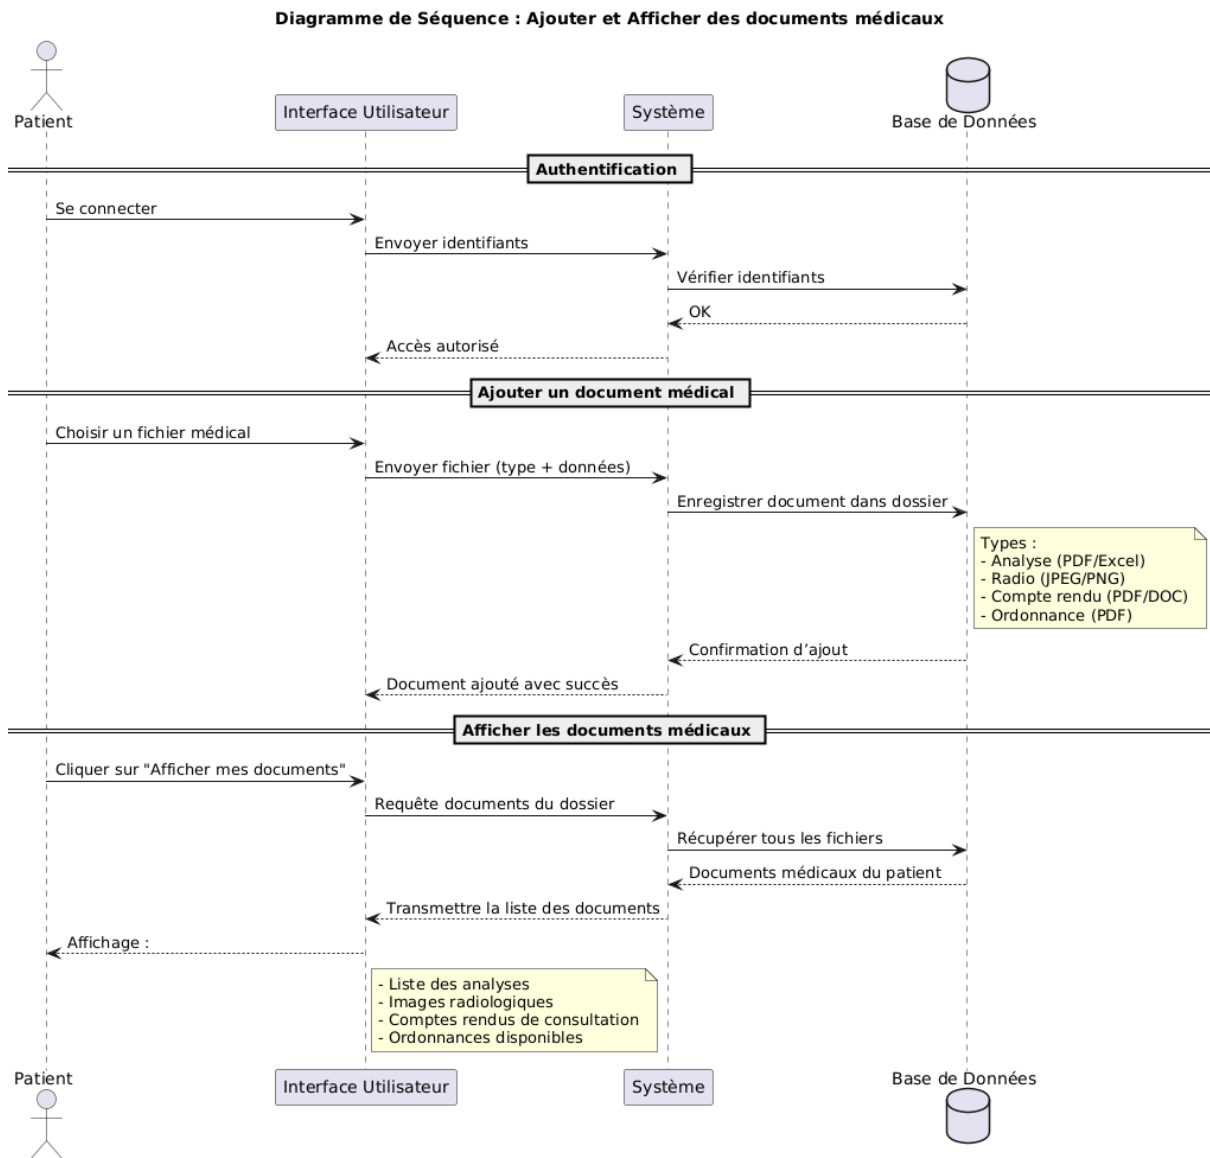 Diagramme de Séquence : Ajouter et Afficher des documents médicaux
Patient
Interface Utilisateur
Système
Base de Données
Authentification
Se connecter
Envoyer identifiants
Vérifier identifiants
OK
Accès autorisé
Ajouter un document médical
Choisir un fichier médical
Envoyer fichier (type + données)
Enregistrer document dans dossier
Types :
- Analyse (PDF/Excel)
- Radio (JPEG/PNG)
- Compte rendu (PDF/DOC)
- Ordonnance (PDF)
Confirmation d’ajout
Document ajouté avec succès
Afficher les documents médicaux
Cliquer sur "Afficher mes documents"
Requête documents du dossier
Récupérer tous les fichiers
Documents médicaux du patient
Transmettre la liste des documents
Affichage :
- Liste des analyses
- Images radiologiques
- Comptes rendus de consultation
- Ordonnances disponibles
Patient
Interface Utilisateur
Système
Base de Données